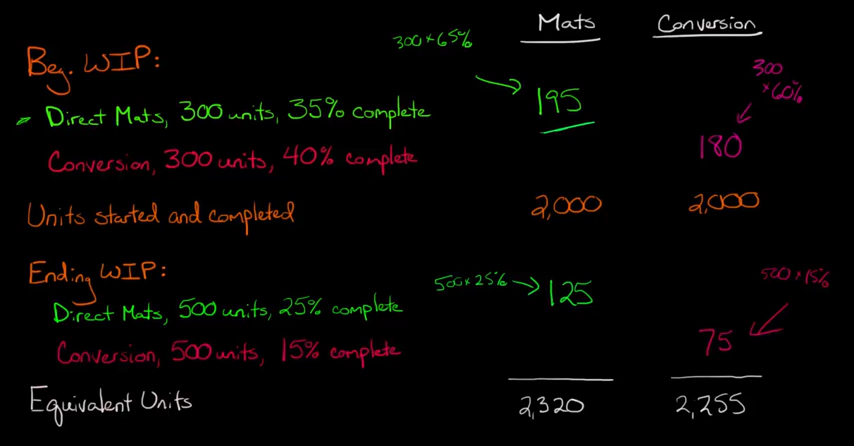 Mats Conversion
300 × 65%
Beg. WIP:
300 × 60%
195
Direct Mats, 300 units, 35% complete
180
Conversion, 300 units, 40% complete
Units started and completed 2,000 2,000
Ending WIP:
500 × 25% 125
500 × 15%
Direct Mats, 500 units, 25% complete
75
Conversion, 500 units, 15% complete
Equivalent Units 2,320 2,255